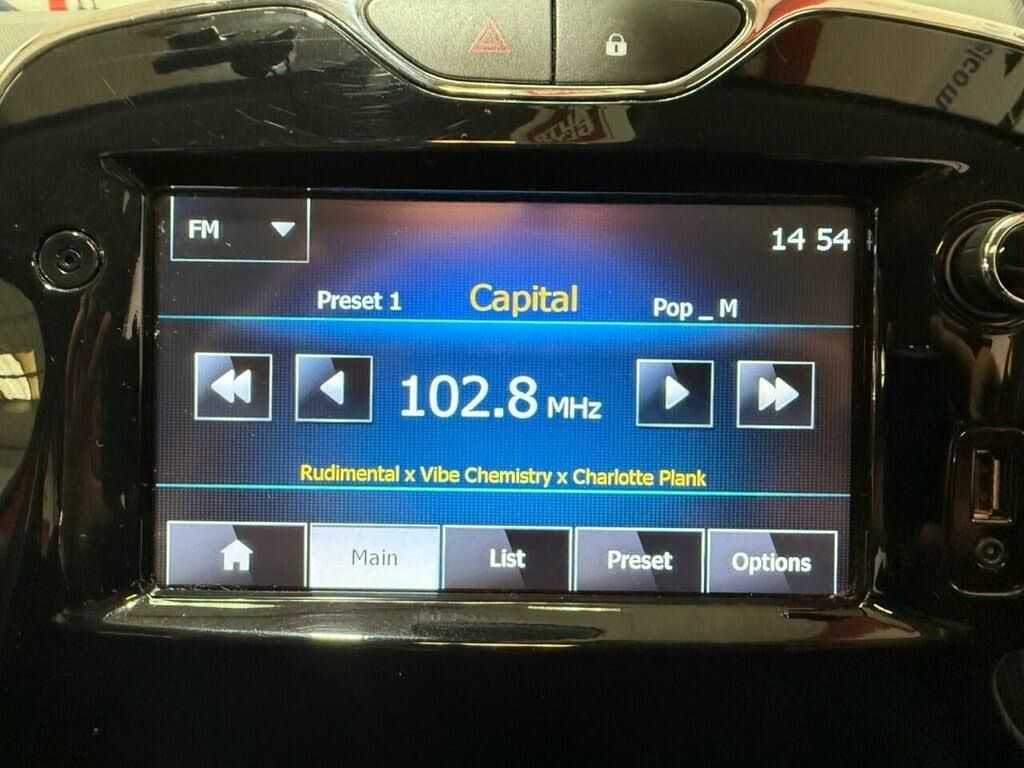 FM
14 54
Preset 1 Capital Pop _ M
102.8 MHz
Rudimental x Vibe Chemistry x Charlotte Plank
Main List Preset Options